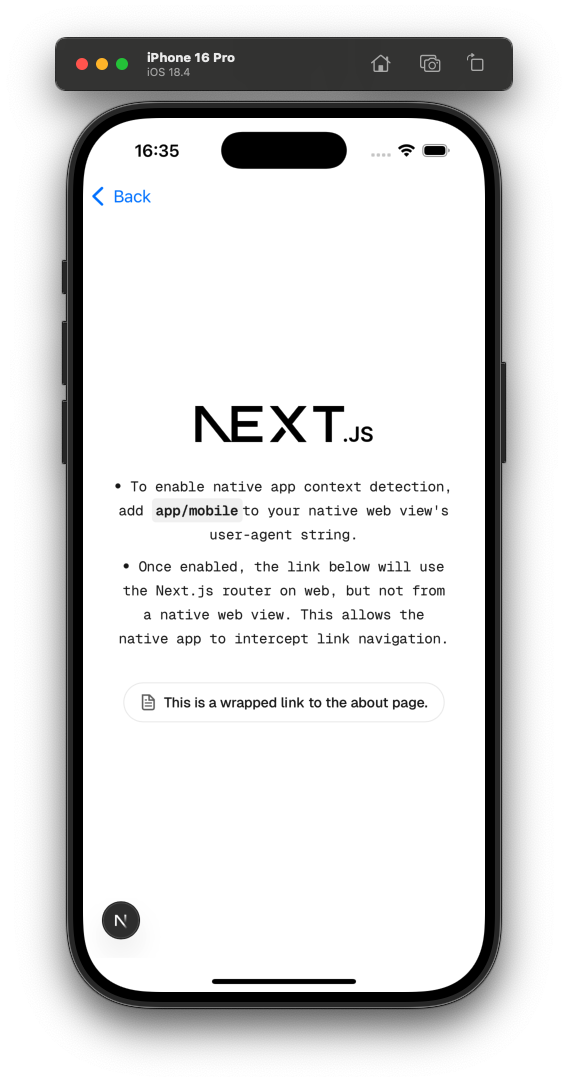 iPhone 16 Pro
iOS 18.4
16:35
Back
NEXT.JS
• To enable native app context detection,
add app/mobile to your native web view's
user-agent string.
• Once enabled, the link below will use
the Next.js router on web, but not from
a native web view. This allows the
native app to intercept link navigation.
This is a wrapped link to the about page.
N